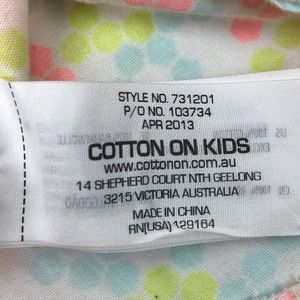 STYLE NO. 731201
P/O NO. 103734
APR 2013
COTTON ON KIDS
www.cottonon.com.au
14 SHEPHERD COURT NTH GEELONG
3215 VICTORIA AUSTRALIA
MADE IN CHINA
RN(USA) 129164